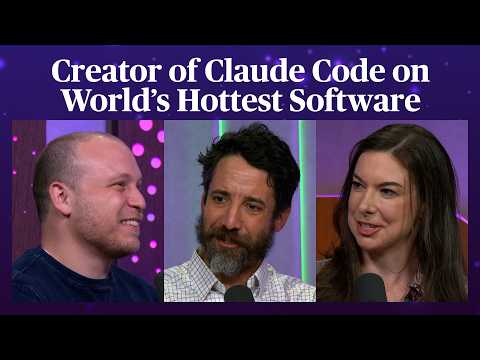 Creator of Claude Code on
World's Hottest Software